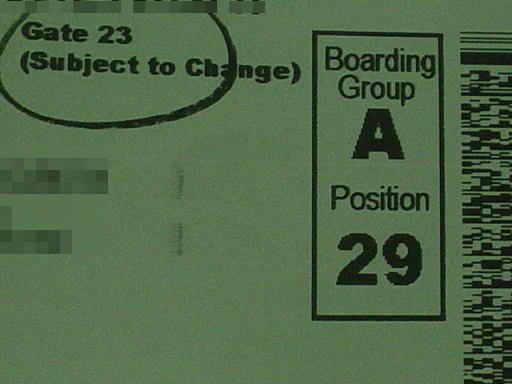 Gate 23
(Subject to Change)
Boarding
Group
A
Position
29